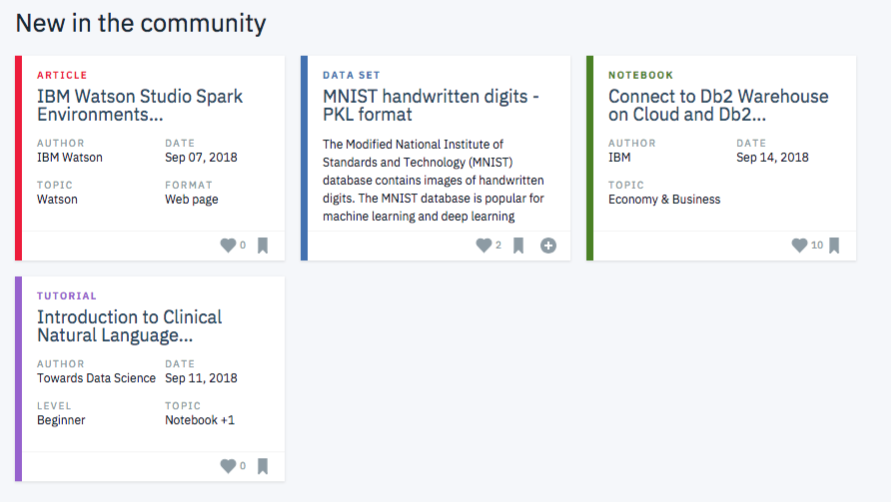 New in the community
ARTICLE
IBM Watson Studio Spark
Environments...
AUTHOR DATE
IBM Watson Sep 07, 2018
TOPIC FORMAT
Watson Web page
0
DATA SET
MNIST handwritten digits -
PKL format
The Modified National Institute of
Standards and Technology (MNIST)
database contains images of handwritten
digits. The MNIST database is popular for
machine learning and deep learning
2
NOTEBOOK
Connect to Db2 Warehouse
on Cloud and Db2...
AUTHOR DATE
IBM Sep 14, 2018
TOPIC
Economy & Business
10
TUTORIAL
Introduction to Clinical
Natural Language...
AUTHOR DATE
Towards Data Science Sep 11, 2018
LEVEL TOPIC
Beginner Notebook +1
0